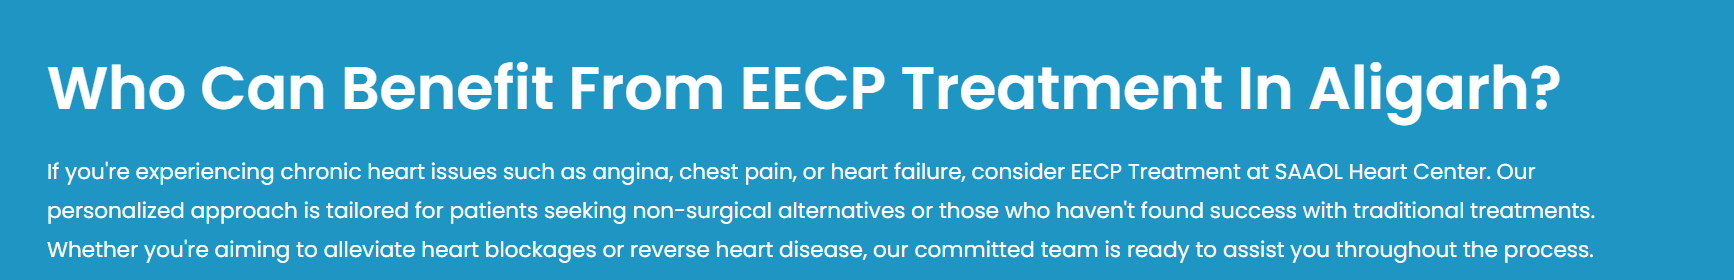 Who Can Benefit From EECP Treatment In Aligarh?
If you're experiencing chronic heart issues such as angina, chest pain, or heart failure, consider EECP Treatment at SAAOL Heart Center. Our
personalized approach is tailored for patients seeking non-surgical alternatives or those who haven't found success with traditional treatments.
Whether you're aiming to alleviate heart blockages or reverse heart disease, our committed team is ready to assist you throughout the process.